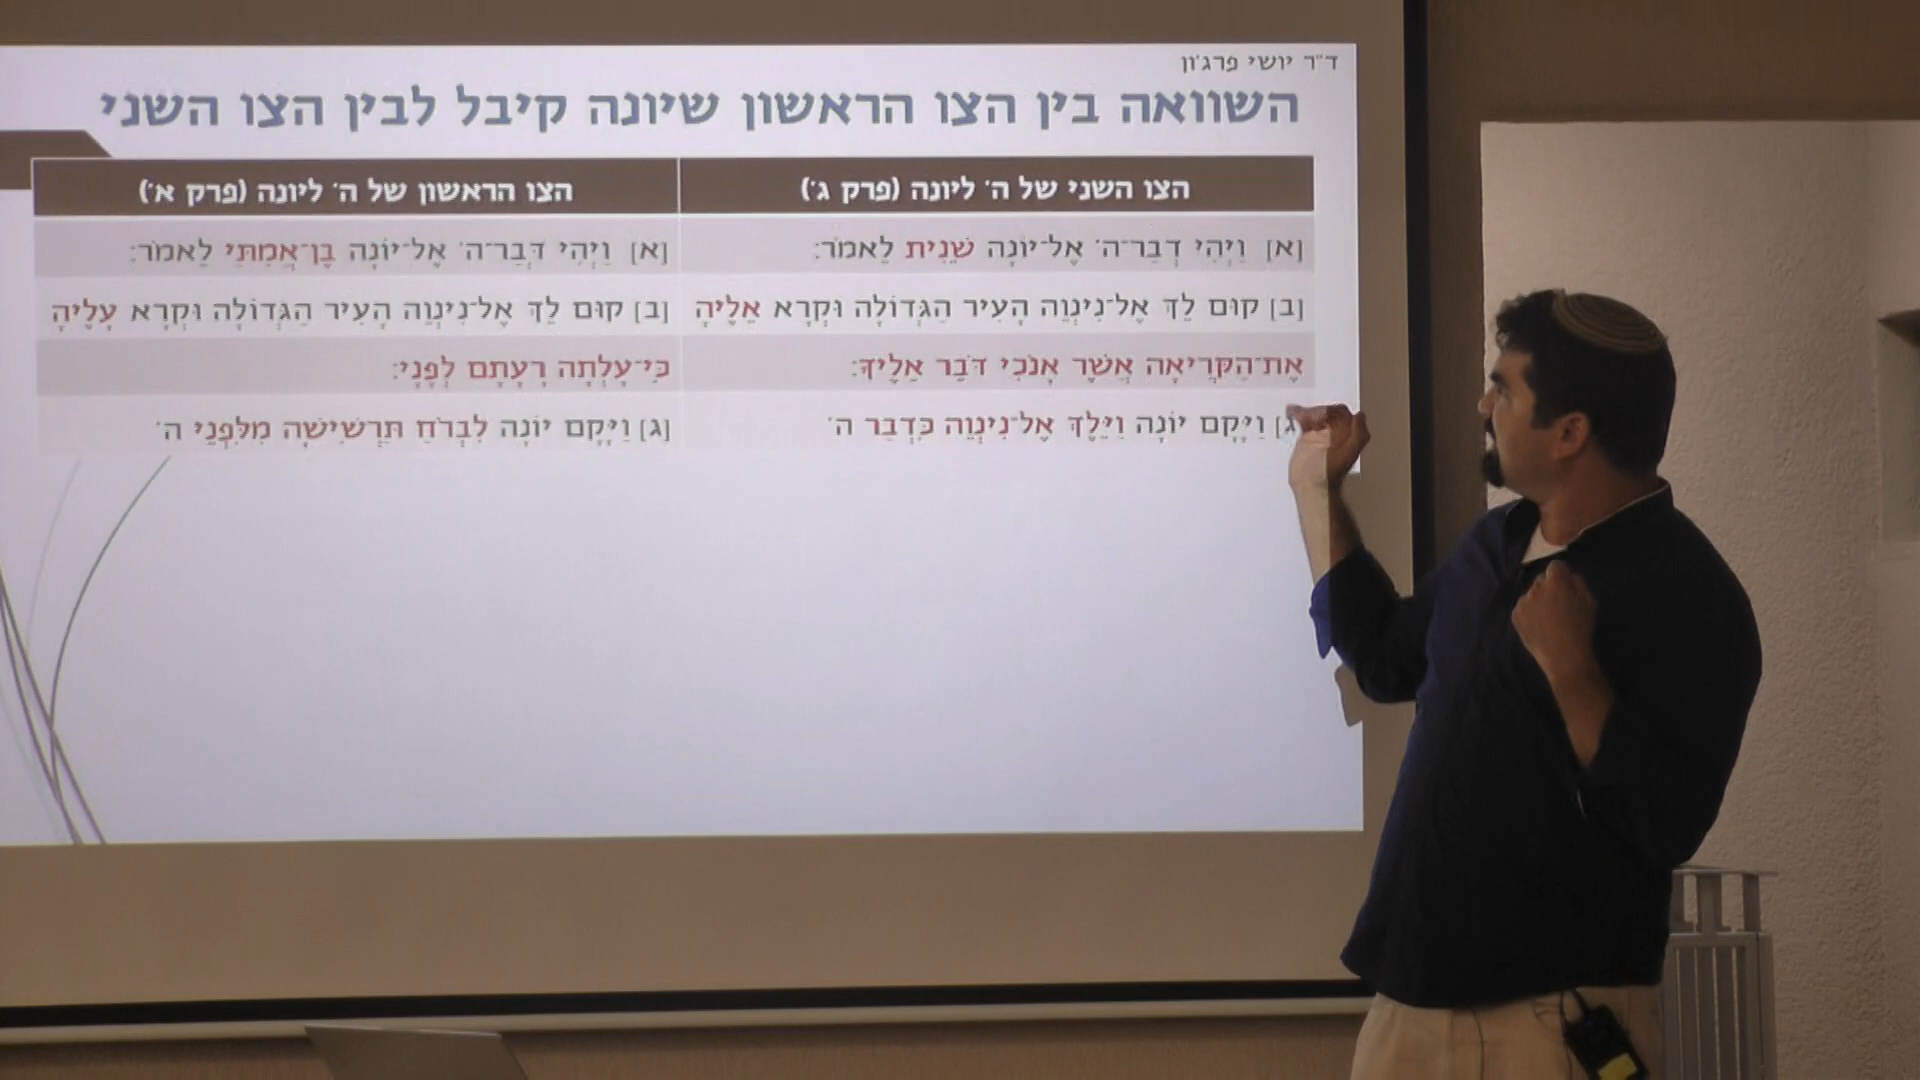 ד״ר יושי פרג׳ון
השוואה בין הצו הראשון שיונה קיבל לבין הצו השני
הצו השני של ה׳ ליונה (פרק ג׳)
הצו הראשון של ה׳ ליונה (פרק א׳)
[א] וַיְהִי דְבַר־ה׳ אֶל־יוֹנָה שֵׁנִית לֵאמֹר:
[א] וַיְהִי דְּבַר־ה׳ אֶל־יוֹנָה בֶן־אֲמִתַּי לֵאמֹר:
[ב] קוּם לֵךְ אֶל־נִינְוֵה הָעִיר הַגְּדוֹלָה וּקְרָא אֵלֶיהָ
[ב] קוּם לֵךְ אֶל־נִינְוֵה הָעִיר הַגְּדוֹלָה וּקְרָא עָלֶיהָ
אֶת־הַקְּרִיאָה אֲשֶׁר אָנֹכִי דֹּבֵר אֵלֶיךָ:
כִּי־עָלְתָה רָעָתָם לְפָנָי:
ג] וַיָּקָם יוֹנָה וַיֵּלֶךְ אֶל־נִינְוֵה כִּדְבַר ה׳
[ג] וַיָּקָם יוֹנָה לִבְרֹחַ תַּרְשִׁישָׁה מִלִּפְנֵי ה׳